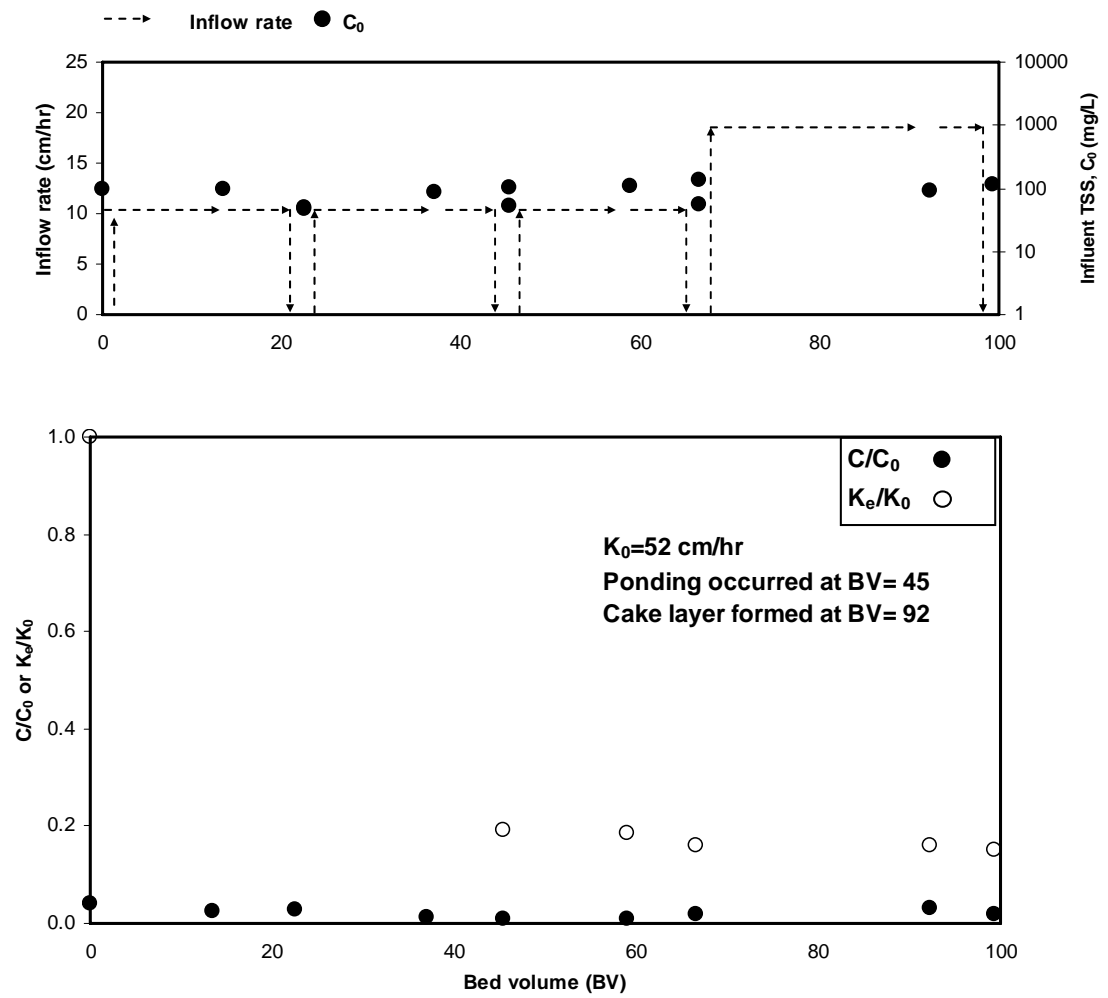 Inflow rate C₀
25
20
15
10
5
0
Inflow rate (cm/hr)
10000
1000
100
10
1
Influent TSS, C₀ (mg/L)
0 20 40 60 80 100
1.0
0.8
0.6
0.4
0.2
0.0
C/C₀ or Kₑ/K₀
C/C₀
Kₑ/K₀
K₀=52 cm/hr
Ponding occurred at BV= 45
Cake layer formed at BV= 92
0 20 40 60 80 100
Bed volume (BV)